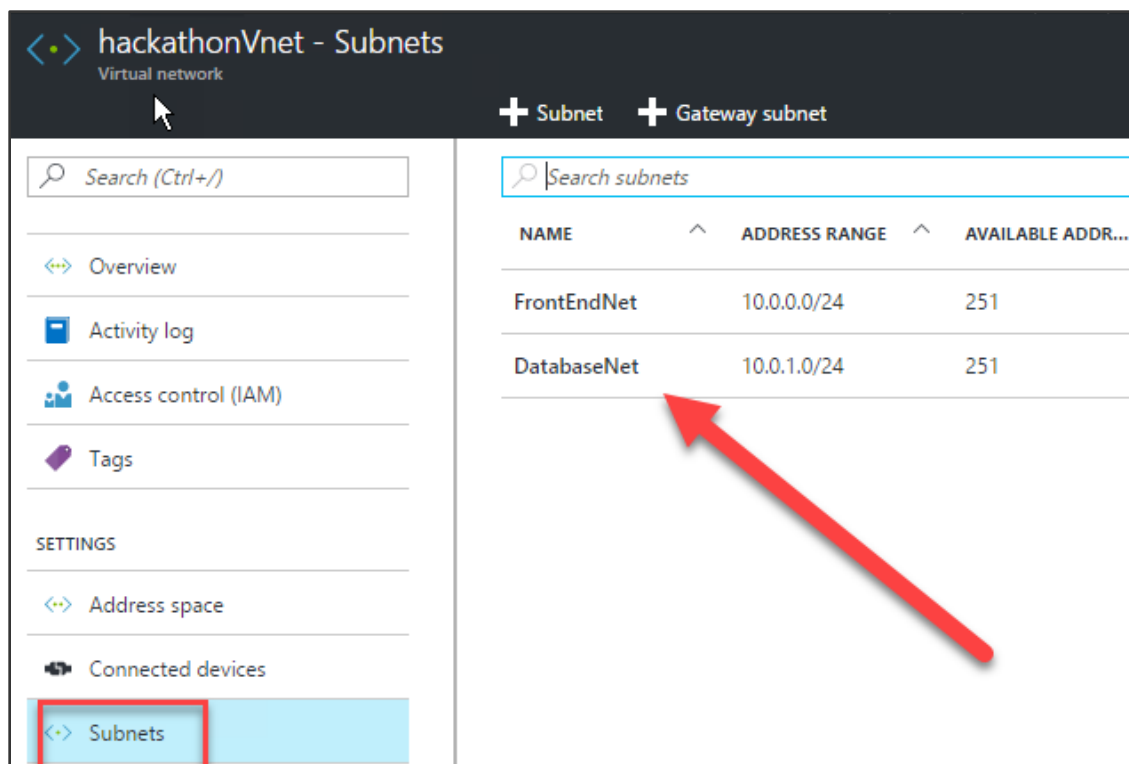 hackathonVnet - Subnets
Virtual network
Subnet
Gateway subnet
Search (Ctrl+/)
Overview
Activity log
Access control (IAM)
Tags
SETTINGS
Address space
Connected devices
Subnets
Search subnets
NAME ADDRESS RANGE AVAILABLE ADDR...
FrontEndNet 10.0.0.0/24 251
DatabaseNet 10.0.1.0/24 251